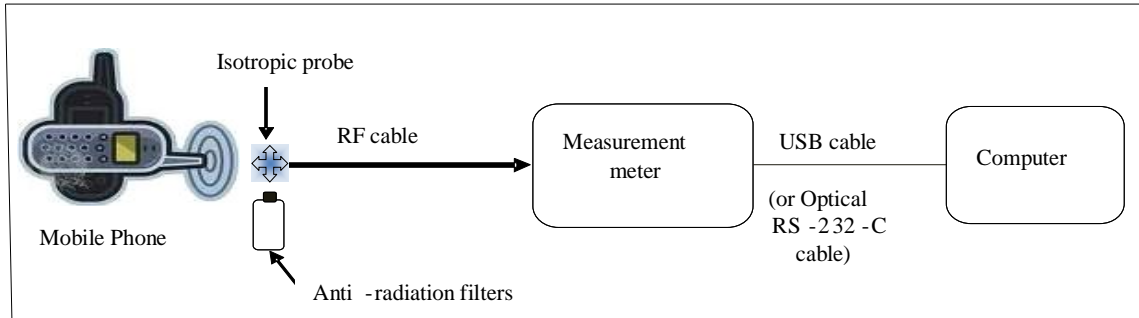 Isotropic probe
RF cable
Measurement
meter
USB cable
Computer
(or Optical
RS -232 -C
cable)
Mobile Phone
Anti -radiation filters